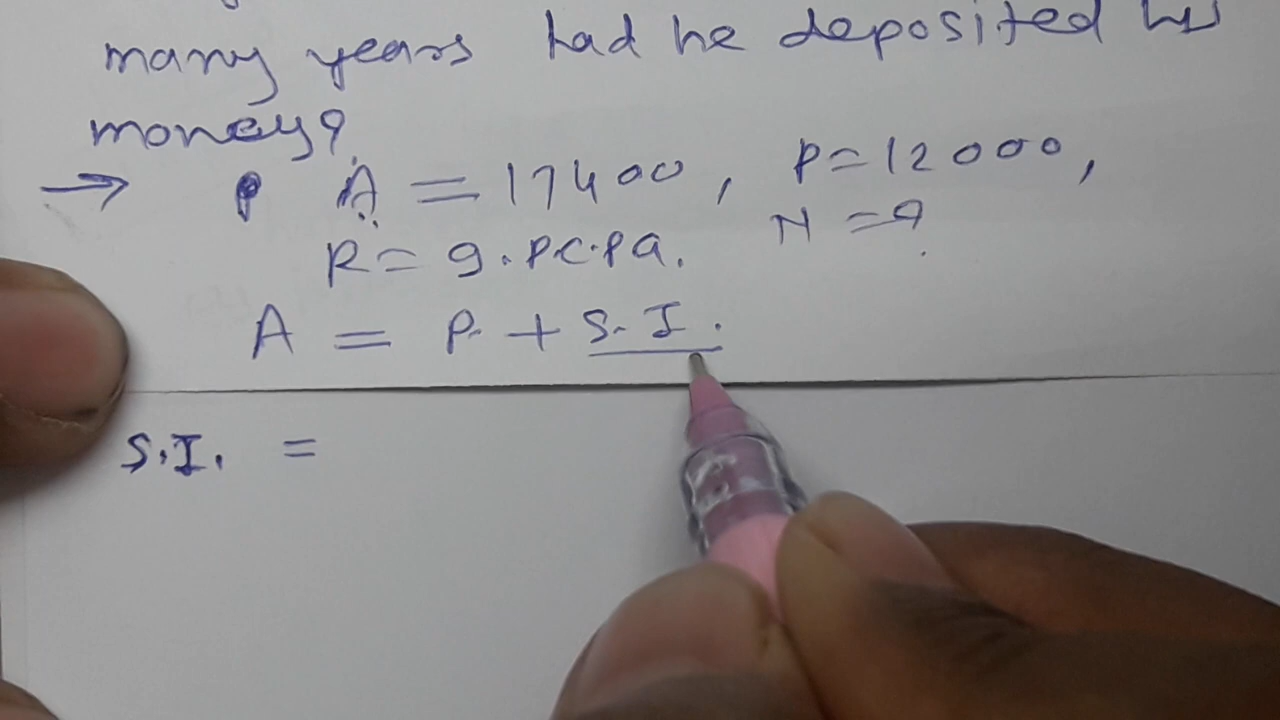 many years had he deposited his
money?
→ P A = 17400, P = 12000,
R = 9.p.c.p.a. N = ?
A = P + S.I.
S.I. =